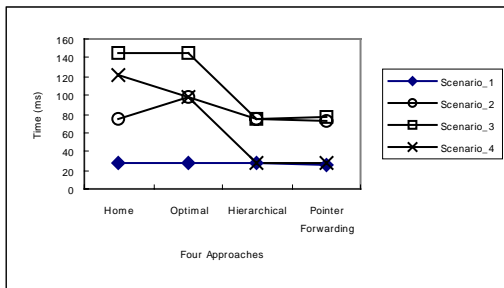 160
140
120
100
80
60
40
20
0
Time (ms)
Home Optimal Hierarchical Pointer
Forwarding
Four Approaches
Scenario_1
Scenario_2
Scenario_3
Scenario_4